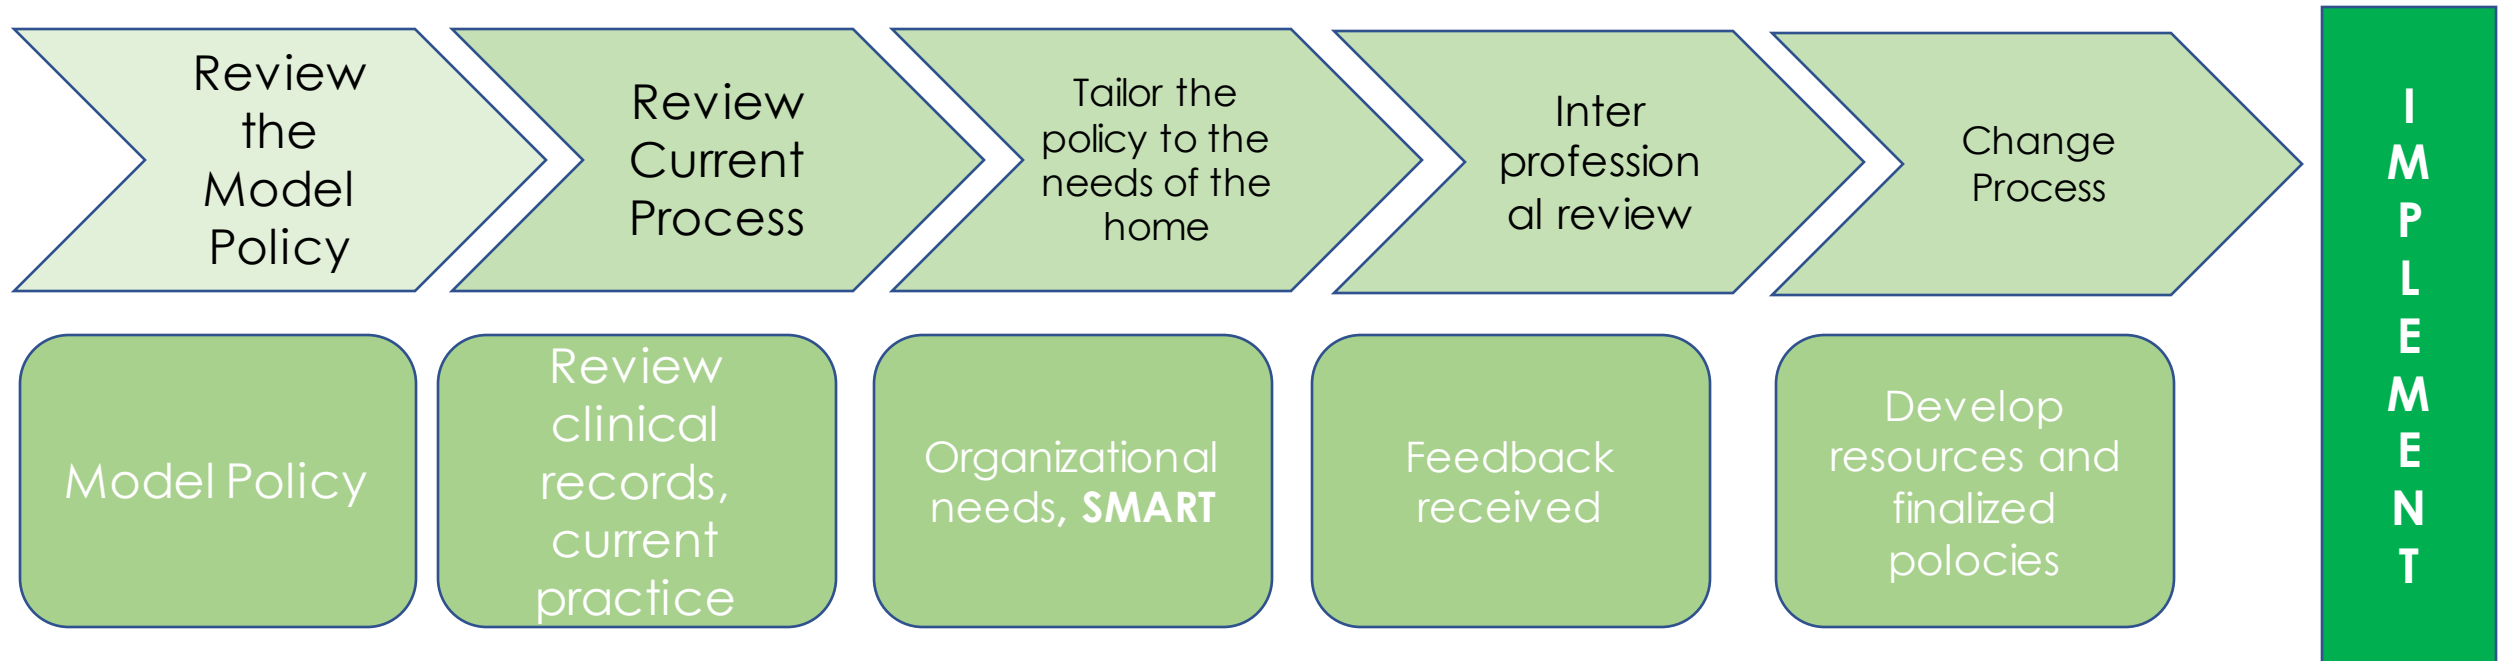 Review
the
Model
Policy
Review
Current
Process
Tailor the
policy to the
needs of the
home
Inter
profession
al review
Change
Process
Model Policy
Review
clinical
records,
current
practice
Organizational
needs, SMART
Feedback
received
Develop
resources and
finalized
polocies
I
M
P
L
E
M
E
N
T